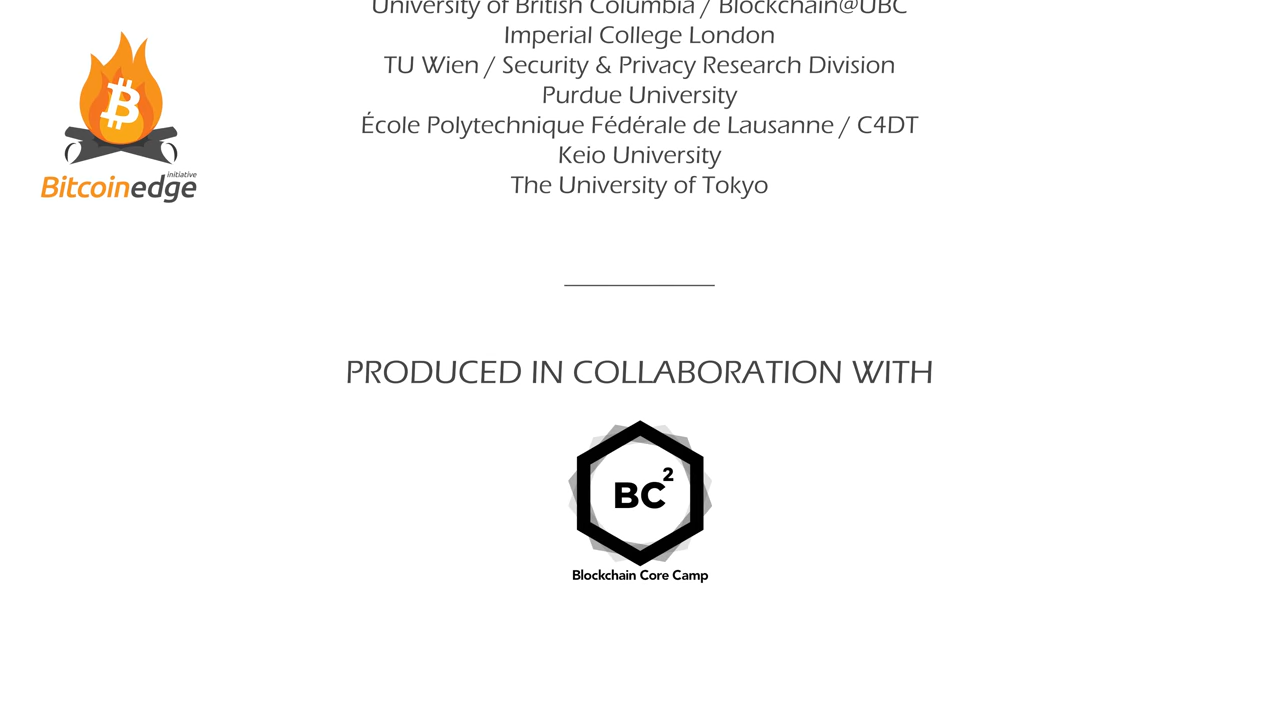 University of British Columbia / Blockchain@UBC
Imperial College London
TU Wien / Security & Privacy Research Division
Purdue University
École Polytechnique Fédérale de Lausanne / C4DT
Keio University
The University of Tokyo
initiative
Bitcoinedge
PRODUCED IN COLLABORATION WITH
BC²
Blockchain Core Camp